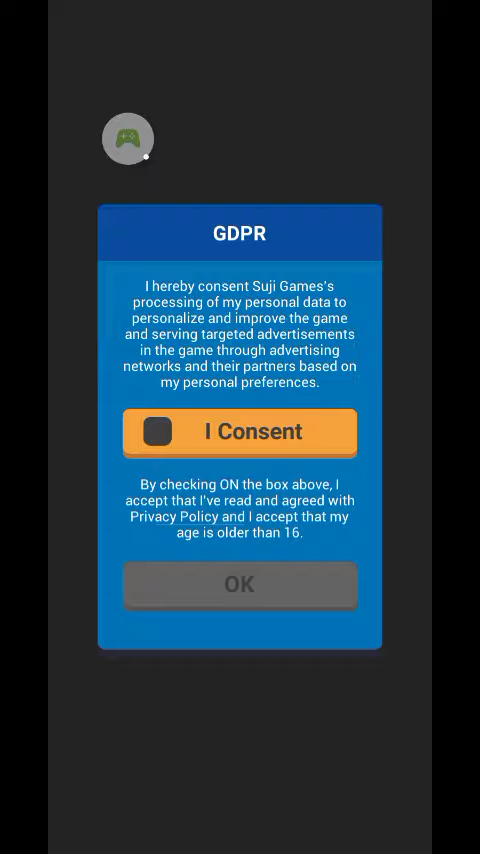 GDPR
I hereby consent Suji Games's
processing of my personal data to
personalize and improve the game
and serving targeted advertisements
in the game through advertising
networks and their partners based on
my personal preferences.
I Consent
By checking ON the box above, I
accept that I've read and agreed with
Privacy Policy and I accept that my
age is older than 16.
OK